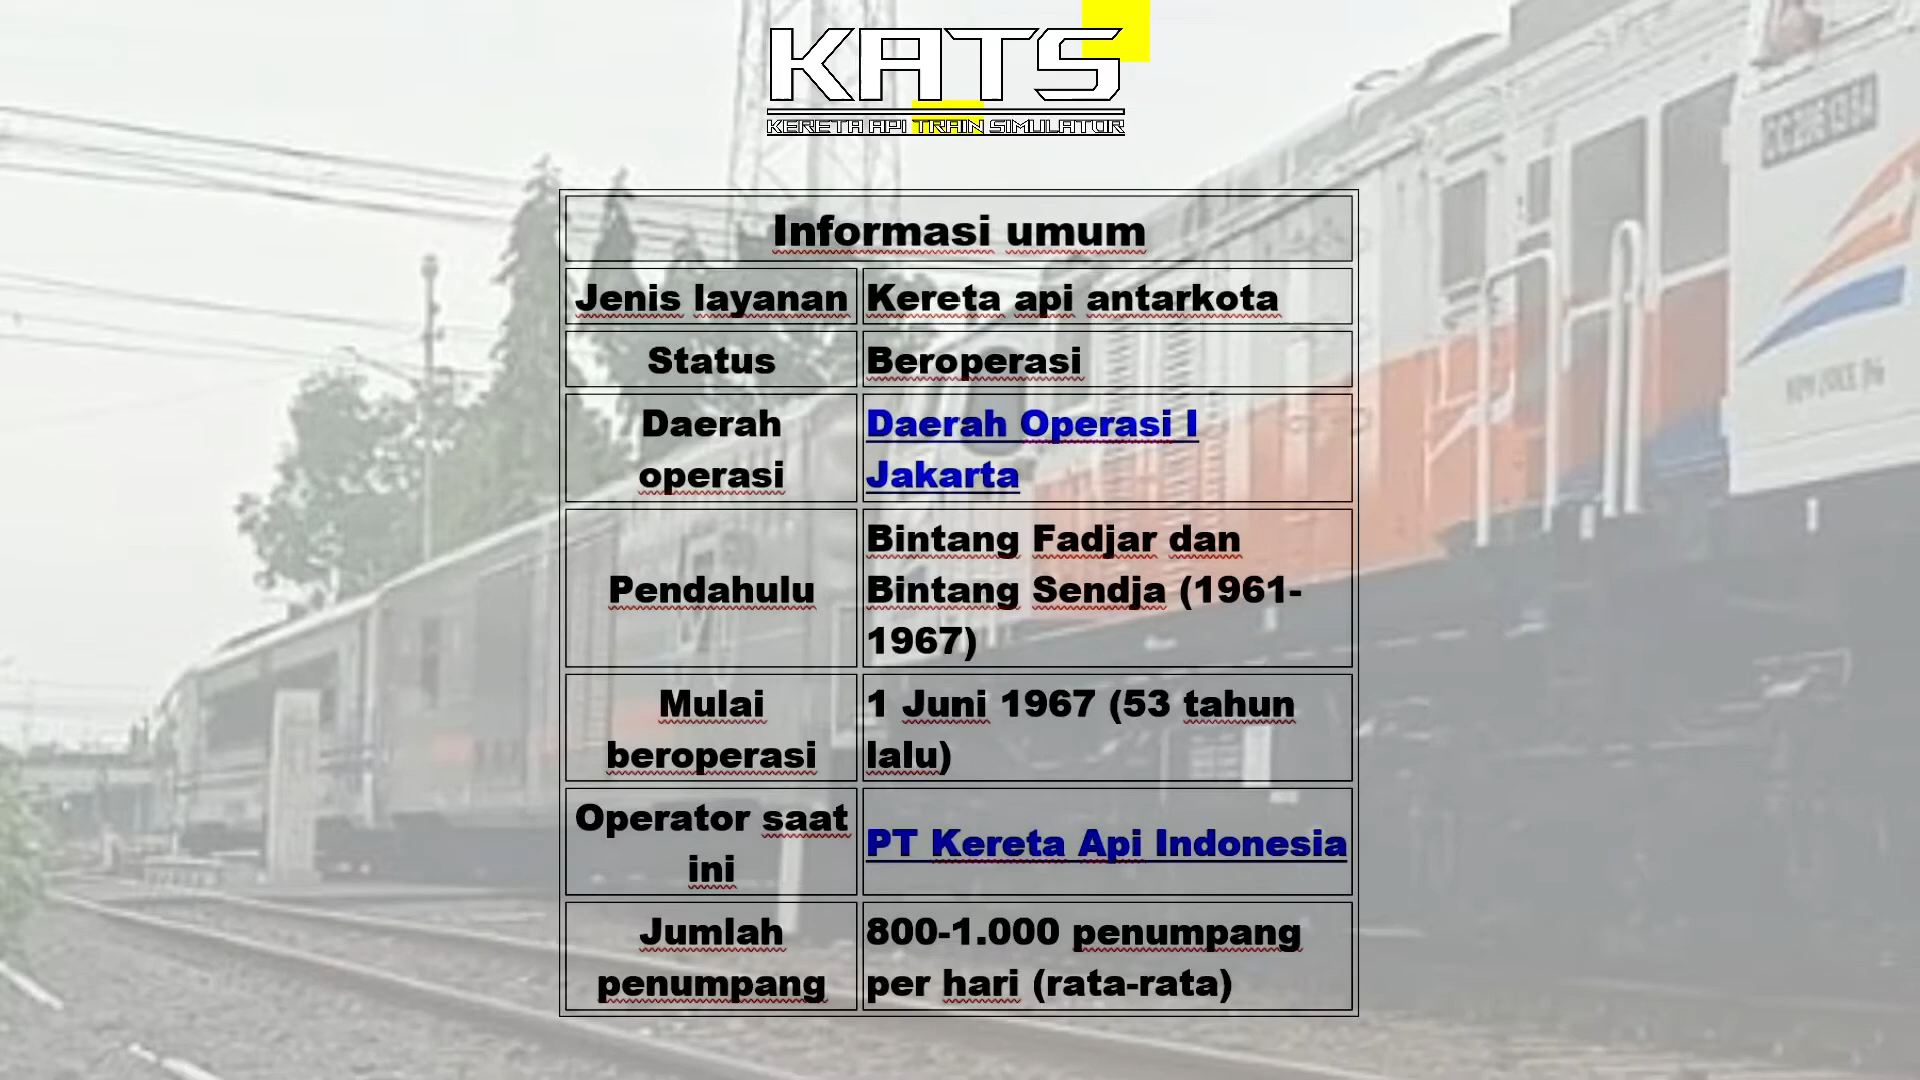 KATS
KERETA API TRAIN SIMULATOR
Informasi umum
Jenis layanan
Kereta api antarkota
Status
Beroperasi
Daerah
operasi
Daerah Operasi I
Jakarta
Pendahulu
Bintang Fadjar dan
Bintang Sendja (1961-
1967)
Mulai
beroperasi
1 Juni 1967 (53 tahun
lalu)
Operator saat
ini
PT Kereta Api Indonesia
Jumlah
penumpang
800-1.000 penumpang
per hari (rata-rata)